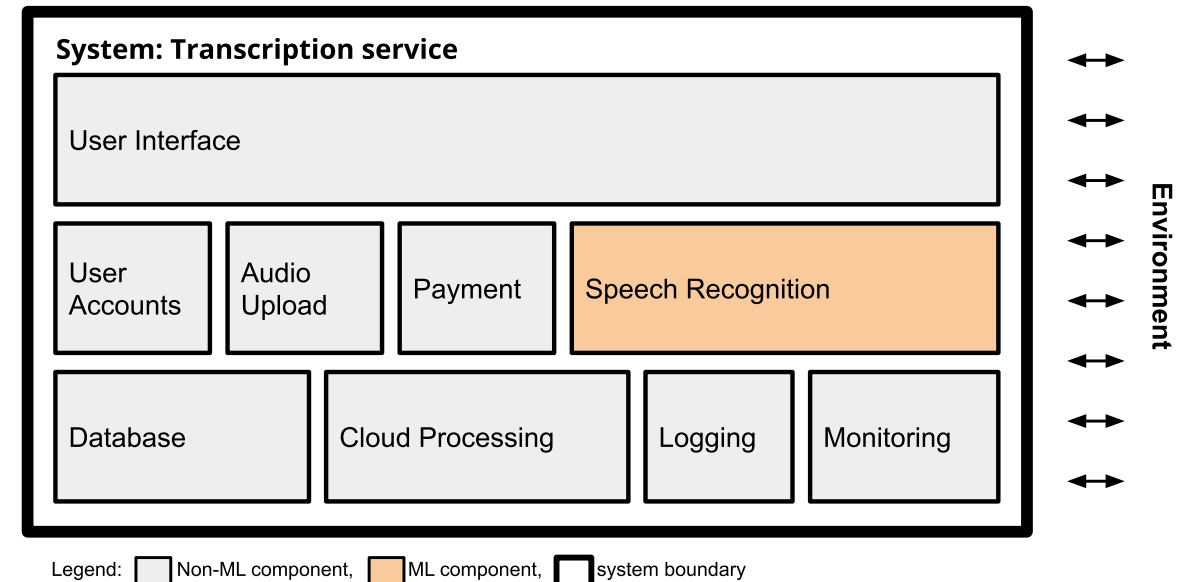 System: Transcription service
User Interface
User
Accounts
Audio
Upload
Payment
Speech Recognition
Database
Cloud Processing
Logging
Monitoring
Environment
Legend: Non-ML component, ML component, system boundary